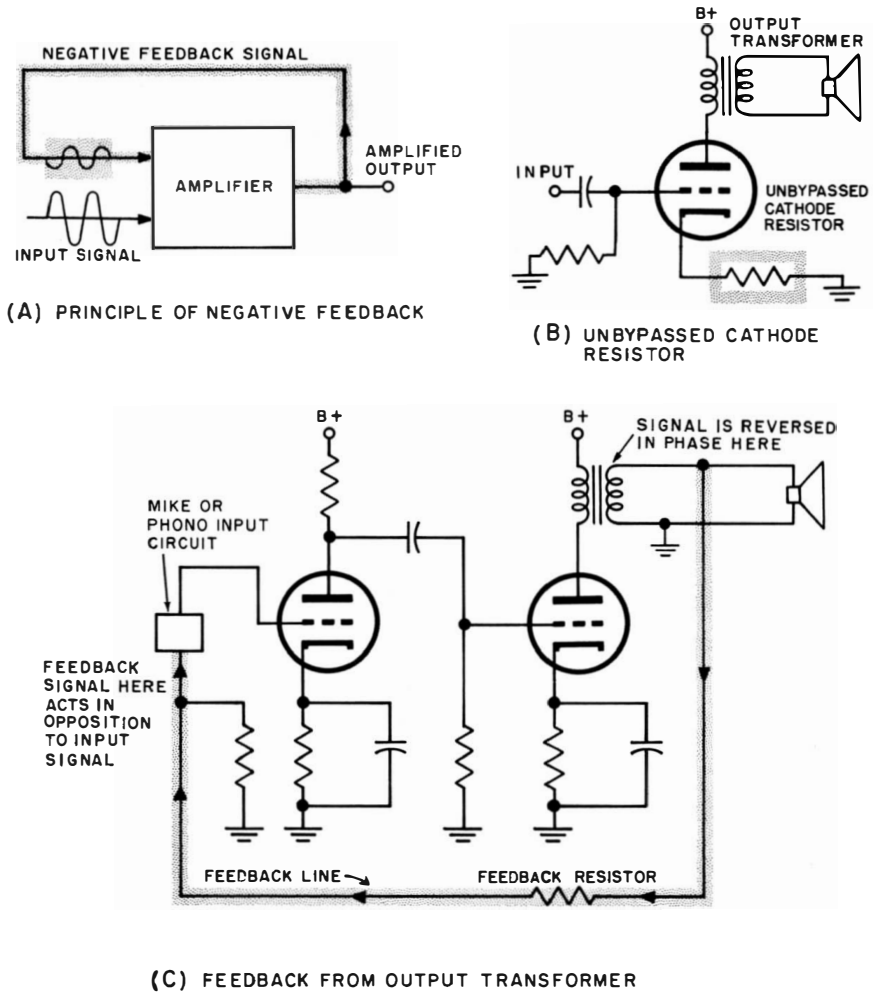 NEGATIVE FEEDBACK SIGNAL
AMPLIFIER
AMPLIFIED
OUTPUT
INPUT SIGNAL
(A) PRINCIPLE OF NEGATIVE FEEDBACK
B+
OUTPUT
TRANSFORMER
INPUT
UNBYPASSED
CATHODE
RESISTOR
(B) UNBYPASSED CATHODE
RESISTOR
B+
B+
SIGNAL IS REVERSED
IN PHASE HERE
MIKE OR
PHONO INPUT
CIRCUIT
FEEDBACK
SIGNAL HERE
ACTS IN
OPPOSITION
TO INPUT
SIGNAL
FEEDBACK LINE
FEEDBACK RESISTOR
(C) FEEDBACK FROM OUTPUT TRANSFORMER